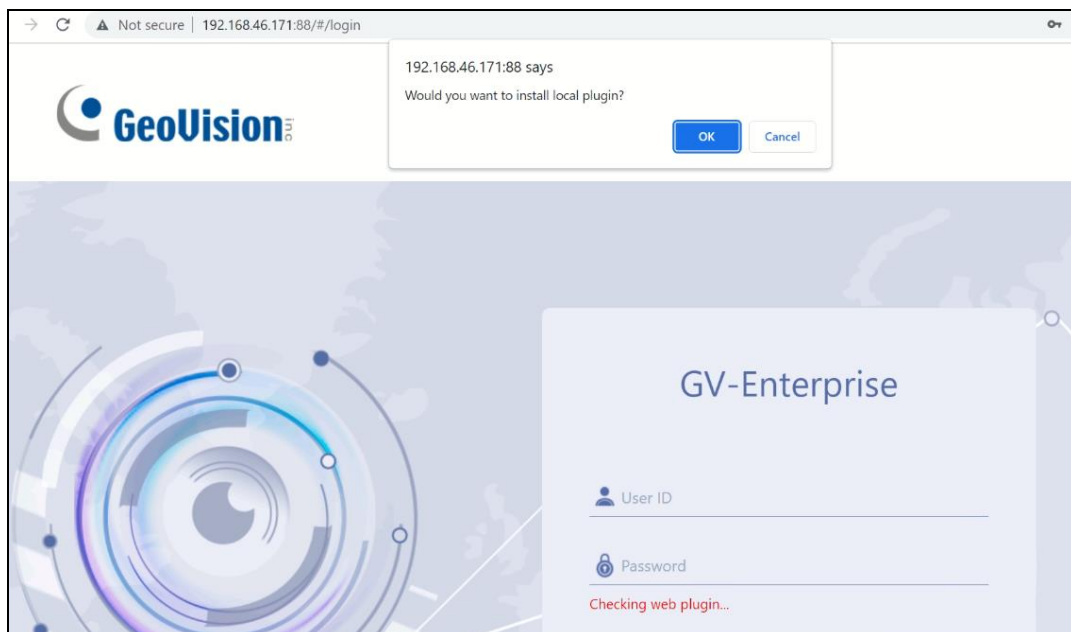 Not secure | 192.168.46.171:88/#/login
192.168.46.171:88 says
Would you want to install local plugin?
OK Cancel
GeoVision inc
GV-Enterprise
User ID
Password
Checking web plugin...